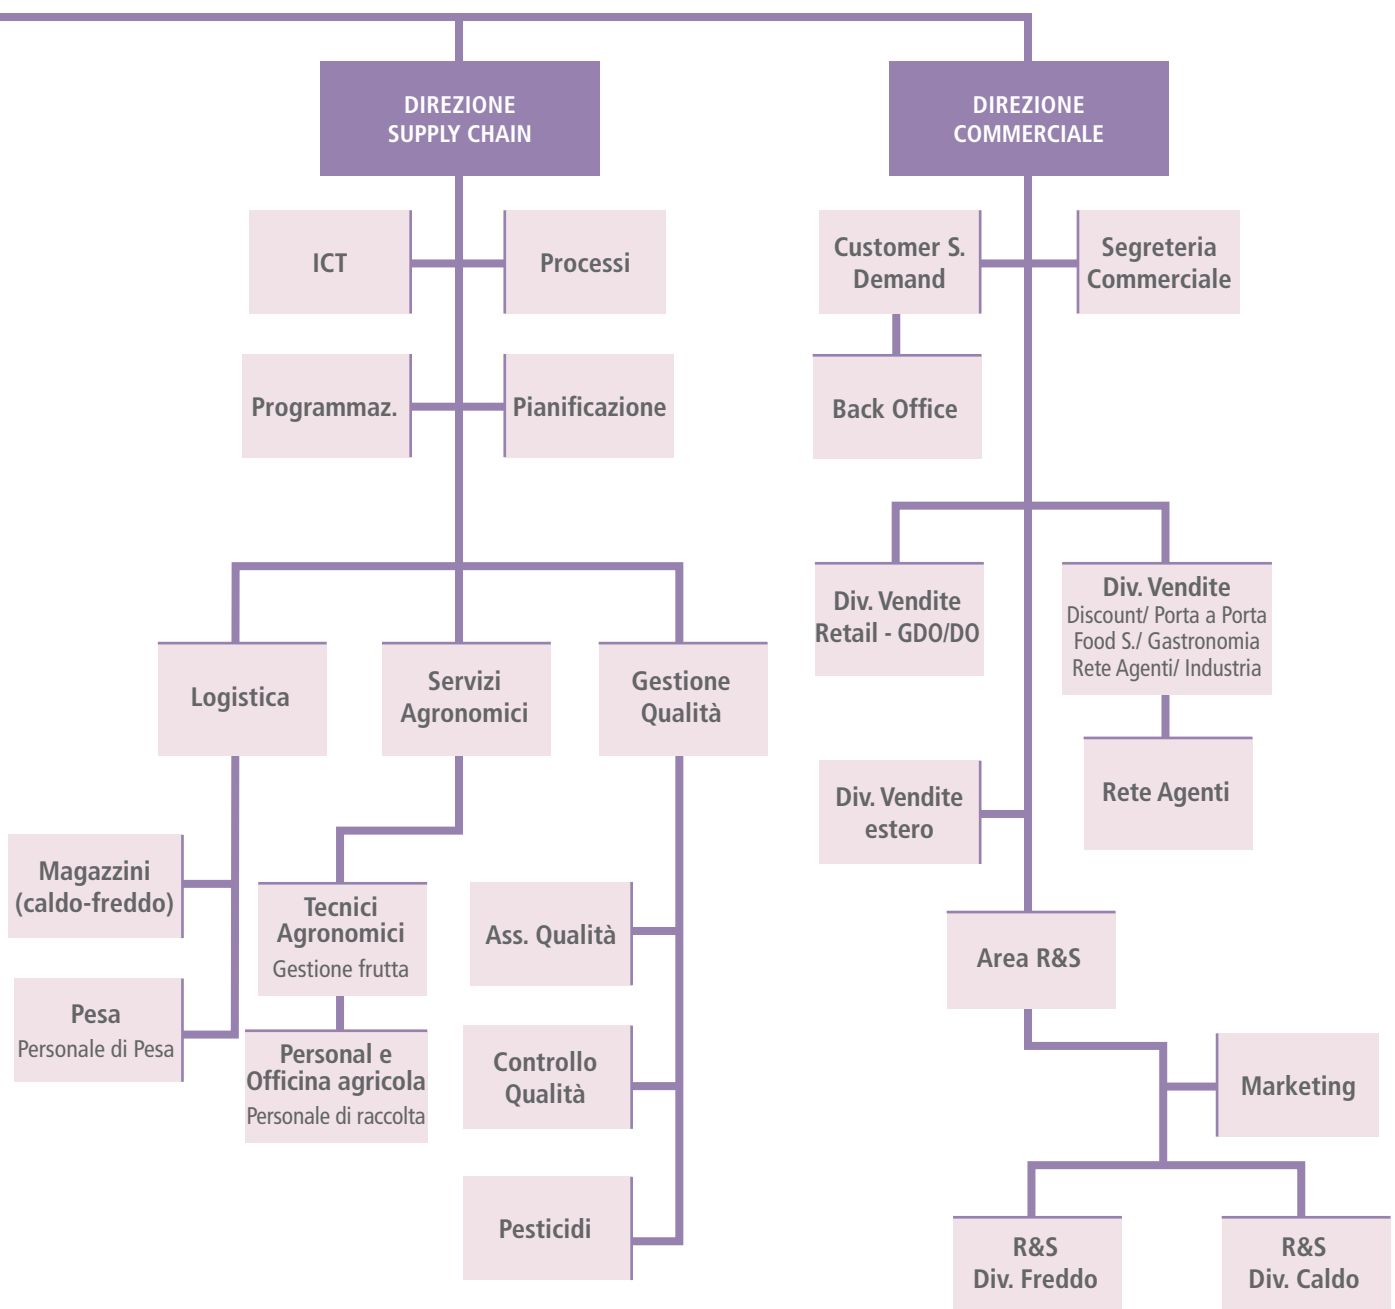 DIREZIONE
SUPPLY CHAIN
ICT
Processi
Programmaz.
Pianificazione
Logistica
Servizi
Agronomici
Gestione
Qualità
Magazzini
(caldo-freddo)
Pesa
Personale di Pesa
Tecnici
Agronomici
Gestione frutta
Personal e
Officina agricola
Personale di raccolta
Ass. Qualità
Controllo
Qualità
Pesticidi
DIREZIONE
COMMERCIALE
Customer S.
Demand
Segreteria
Commerciale
Back Office
Div. Vendite
Retail - GDO/DO
Div. Vendite
Discount/ Porta a Porta
Food S./ Gastronomia
Rete Agenti/ Industria
Rete Agenti
Div. Vendite
estero
Area R&S
Marketing
R&S
Div. Freddo
R&S
Div. Caldo